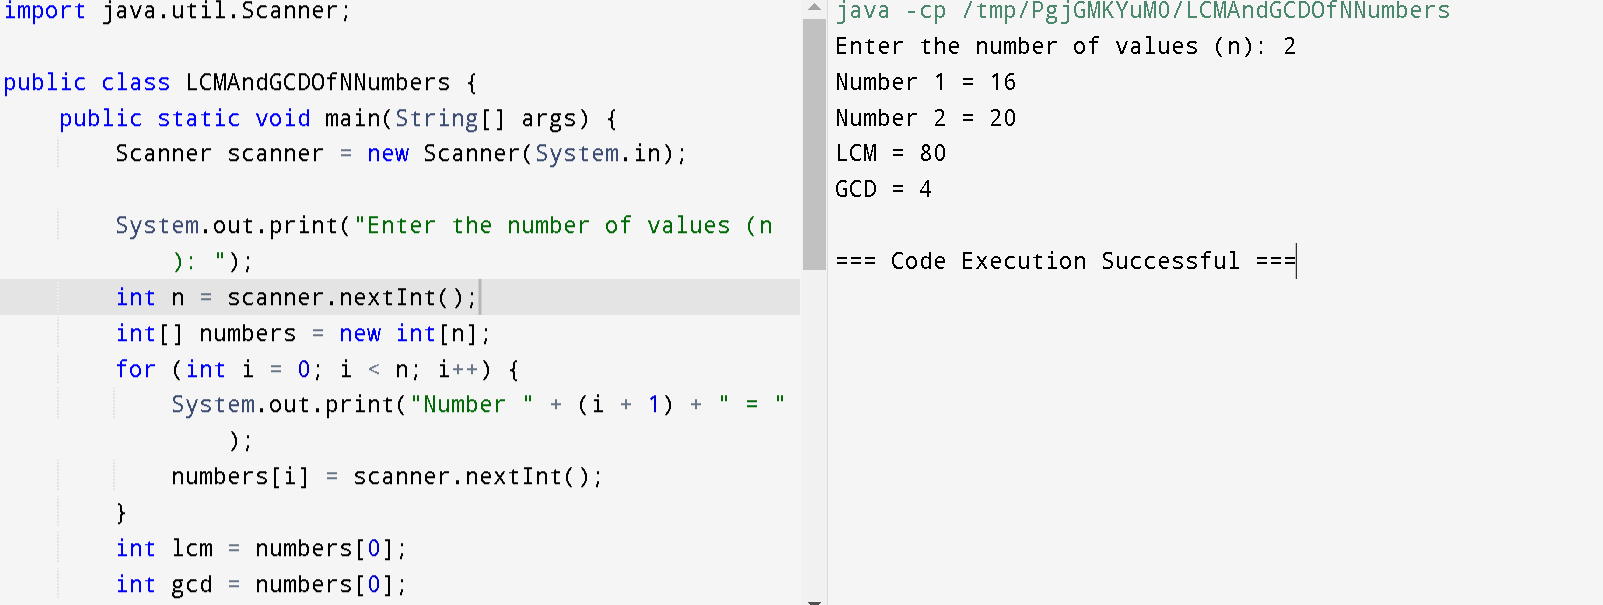 import java.util.Scanner;
public class LCMAndGCDOfNNumbers {
public static void main(String[] args) {
Scanner scanner = new Scanner(System.in);
System.out.print("Enter the number of values (n
): ");
int n = scanner.nextInt();
int[] numbers = new int[n];
for (int i = 0; i < n; i++) {
System.out.print("Number " + (i + 1) + " = "
);
numbers[i] = scanner.nextInt();
}
int lcm = numbers[0];
int gcd = numbers[0];
java -cp /tmp/PgjGMKYuM0/LCMAndGCDOfNNumbers
Enter the number of values (n): 2
Number 1 = 16
Number 2 = 20
LCM = 80
GCD = 4
=== Code Execution Successful ===